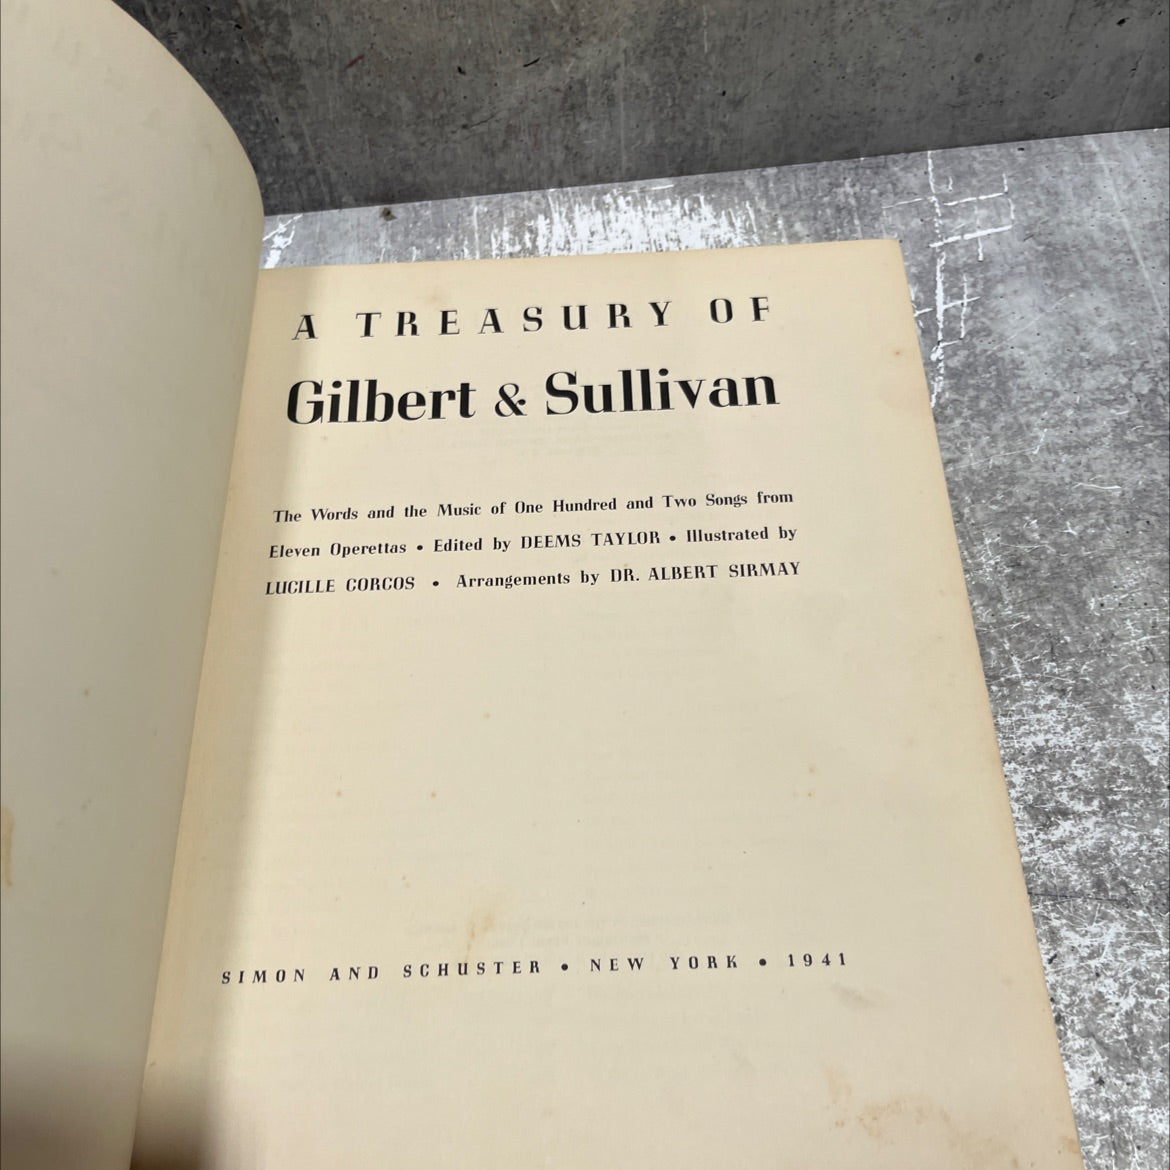 A TREASURY OF
Gilbert & Sullivan
The Words and the Music of One Hundred and Two Songs from
Eleven Operettas • Edited by DEEMS TAYLOR • Illustrated by
LUCILLE CORCOS • Arrangements by DR. ALBERT SIRMAY
SIMON AND SCHUSTER • NEW YORK • 1941